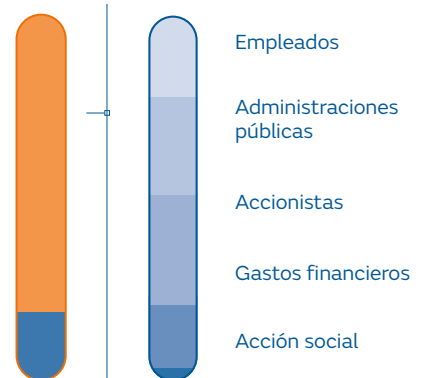 Empleados
Administraciones
públicas
Accionistas
Gastos financieros
Acción social